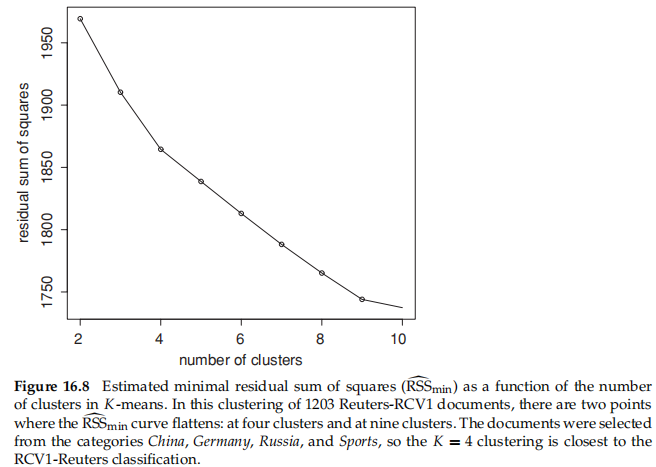 1950
1900
1850
1800
1750
residual sum of squares
2 4 6 8 10
number of clusters
Figure 16.8 Estimated minimal residual sum of squares (R̂SSmin) as a function of the number
of clusters in K-means. In this clustering of 1203 Reuters-RCV1 documents, there are two points
where the R̂SSmin curve flattens: at four clusters and at nine clusters. The documents were selected
from the categories China, Germany, Russia, and Sports, so the K = 4 clustering is closest to the
RCV1-Reuters classification.